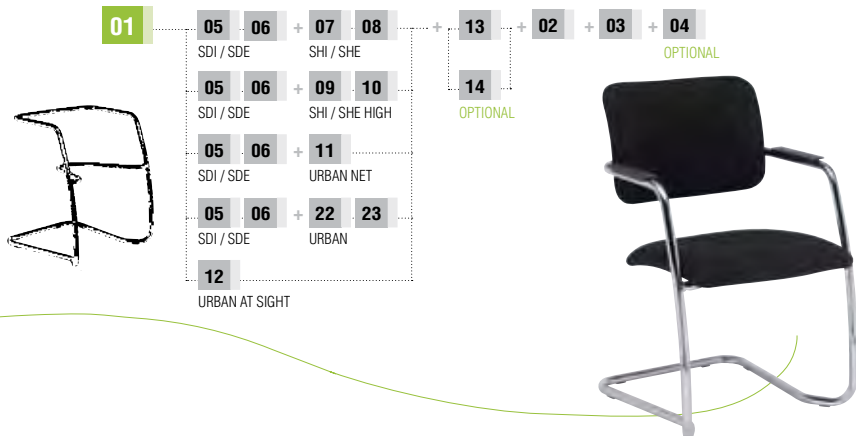 01 05 06 + 07 08 + 13 + 02 + 03 + 04
SDI / SDE SHI / SHE OPTIONAL
05 06 + 09 10 14
SDI / SDE SHI / SHE HIGH OPTIONAL
05 06 + 11
SDI / SDE URBAN NET
05 06 + 22 23
SDI / SDE URBAN
12
URBAN AT SIGHT